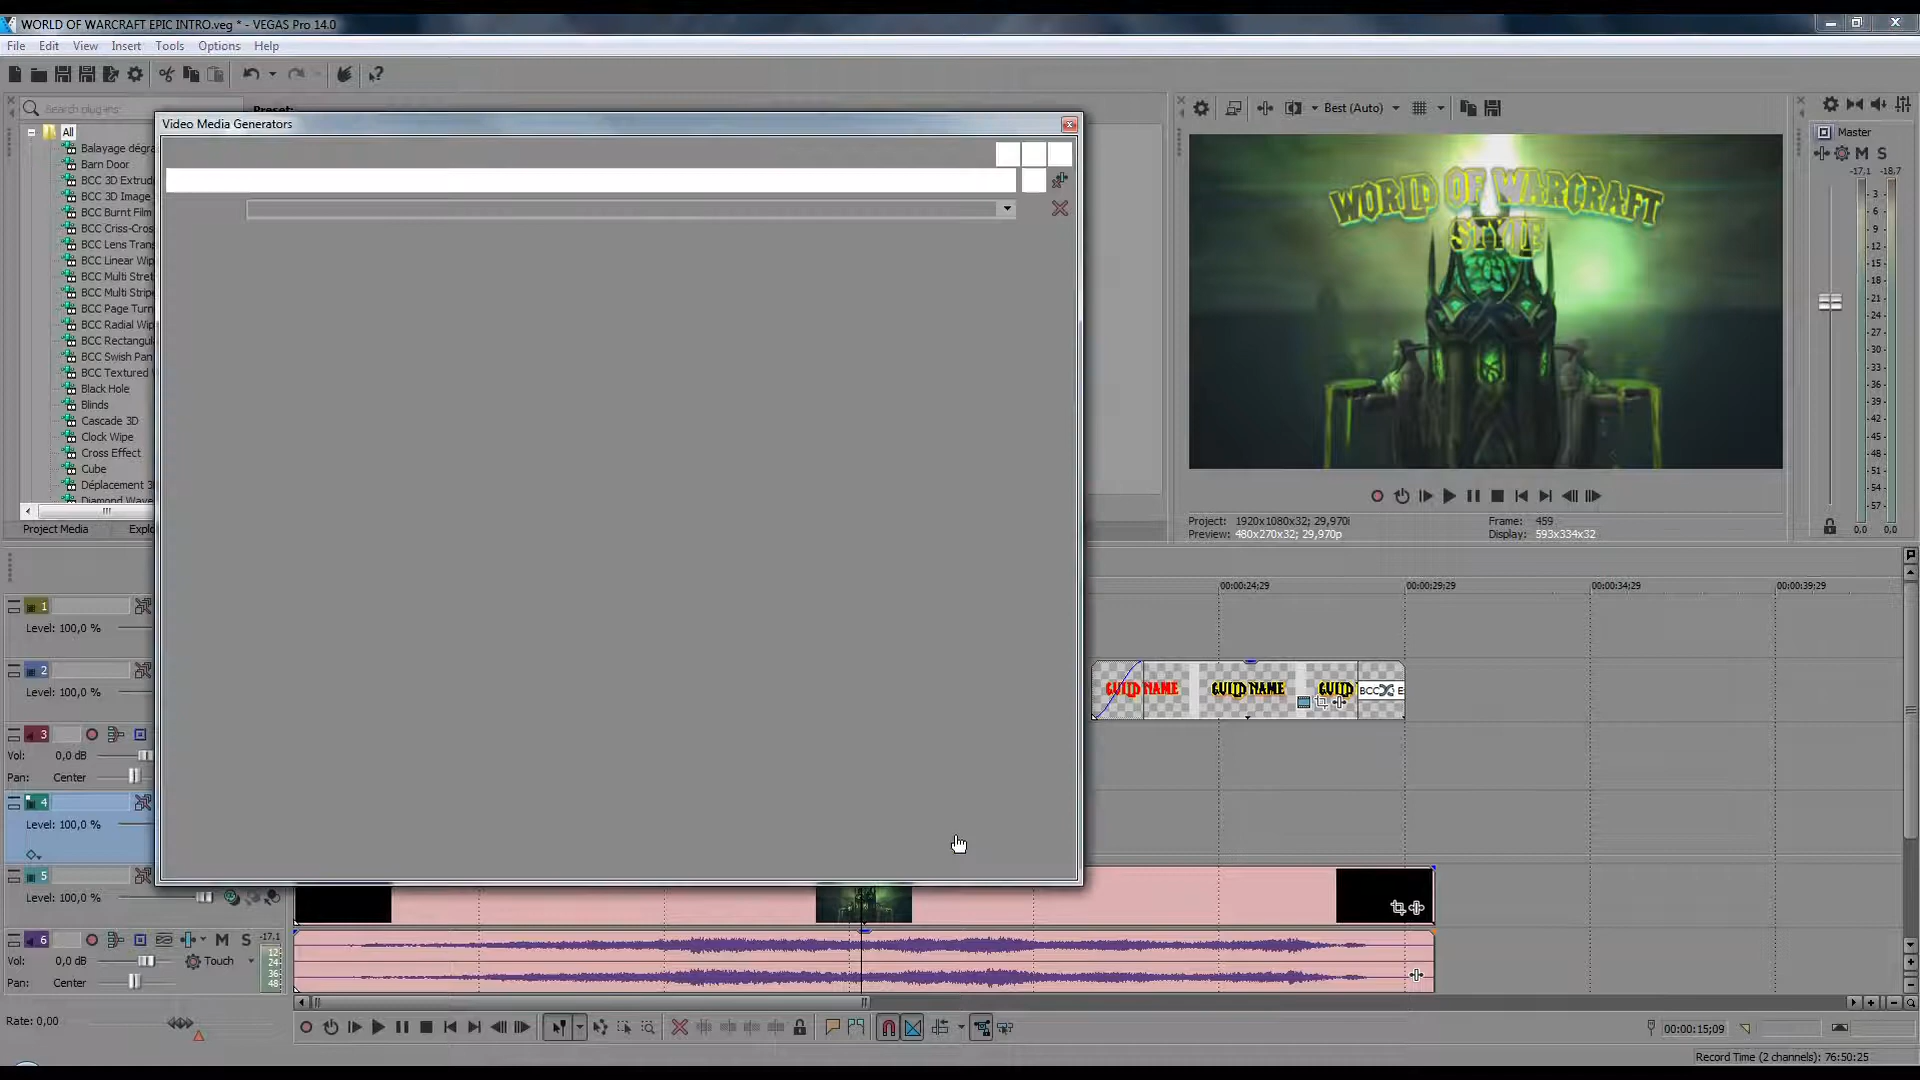 WORLD OF WARCRAFT EPIC INTRO.veg * - VEGAS Pro 14.0
File Edit View Insert Tools Options Help
Search plug-ins
Preset:
All
Balayage dégra
Barn Door
BCC 3D Extrud
BCC 3D Image
BCC Burnt Film
BCC Criss-Cros
BCC Lens Tran
BCC Linear Wip
BCC Multi Stret
BCC Multi Stripe
BCC Page Turn
BCC Radial Wip
BCC Rectangul
BCC Swish Pan
BCC Textured
Black Hole
Blinds
Cascade 3D
Clock Wipe
Cross Effect
Cube
Déplacement 3
Diamond Wave
Project Media Explo
Video Media Generators
Best (Auto)
WORLD OF WARCRAFT
STYLE
Project: 1920x1080x32; 29,970i
Preview: 480x270x32; 29,970p
Frame: 459
Display: 593x334x32
Master
M S
-17,1 -18,7
3
6
9
12
15
18
21
24
27
30
33
36
39
42
45
48
51
54
57
0,0 0,0
00:00:24;29 00:00:29;29 00:00:34;29 00:00:39;29
1
Level: 100,0 %
2
Level: 100,0 %
GUILD NAME GUILD NAME GUILD
BCC E
3
Vol: 0,0 dB
Pan: Center
4
Level: 100,0 %
5
Level: 100,0 %
6
M S -17.1
12
24
36
48
Vol: 0,0 dB Touch
Pan: Center
Rate: 0,00
00:00:15;09
Record Time (2 channels): 76:50:25